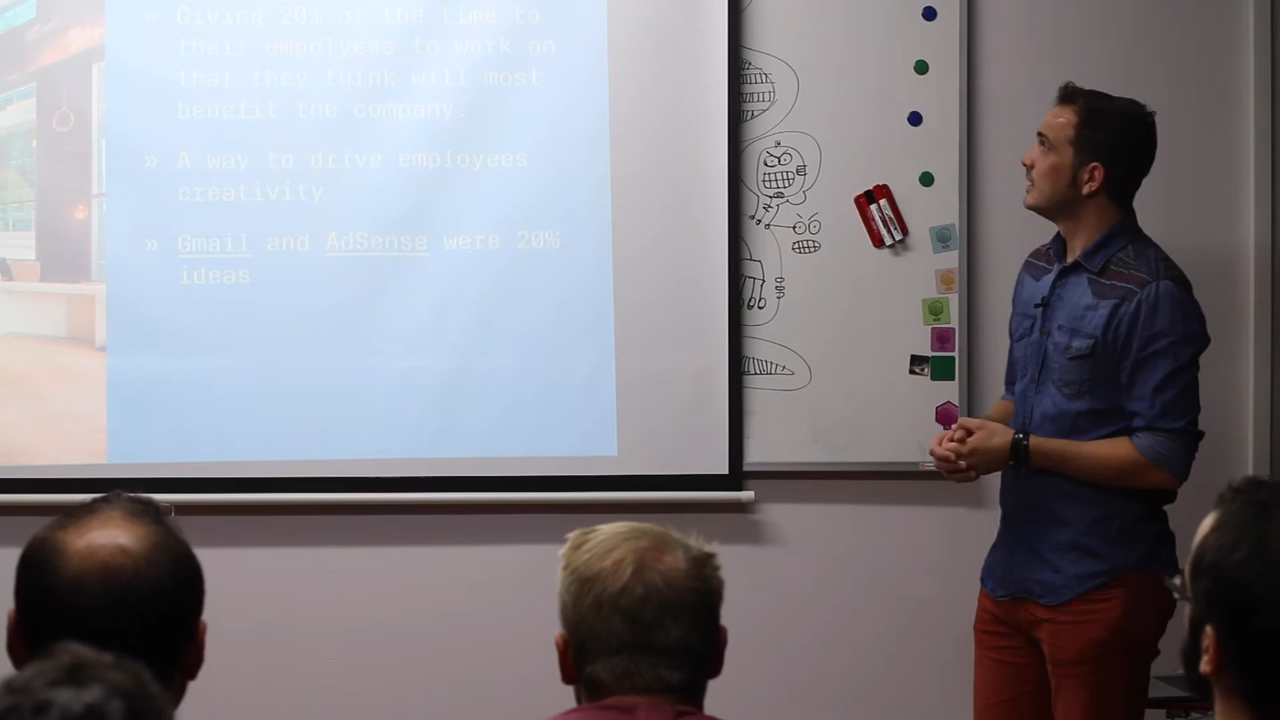 » Giving 20% of the time to
their empolyees to work on
that they think will most
benefit the company.
» A way to drive employees
creativity
» Gmail and AdSense were 20%
ideas